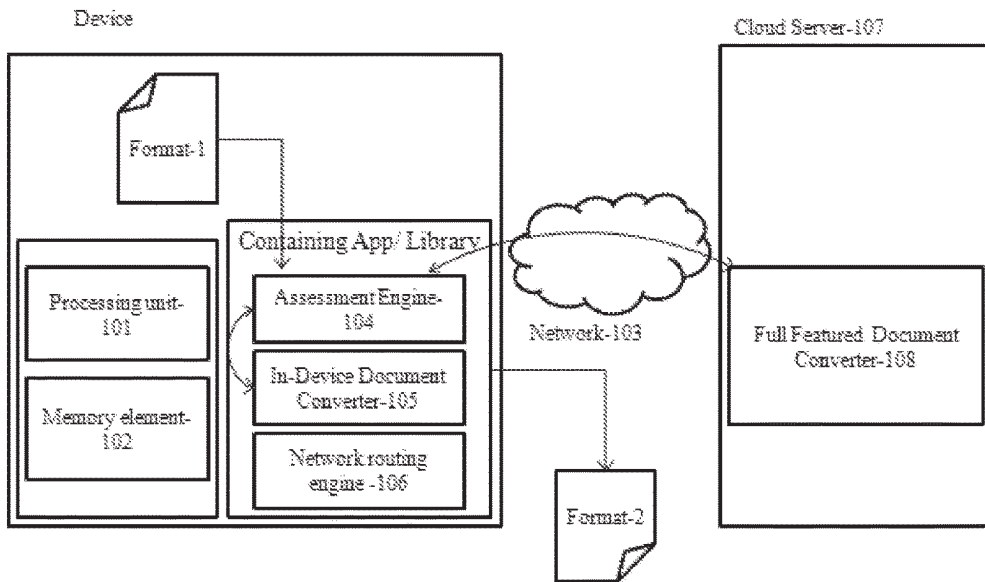 Device
Cloud Server-107
Format-1
Containing App/ Library
Processing unit-
101
Memory element-
102
Assessment Engine-
104
In-Device Document
Converter-105
Network routing
engine -106
Network-103
Full Featured Document
Converter-108
Format-2